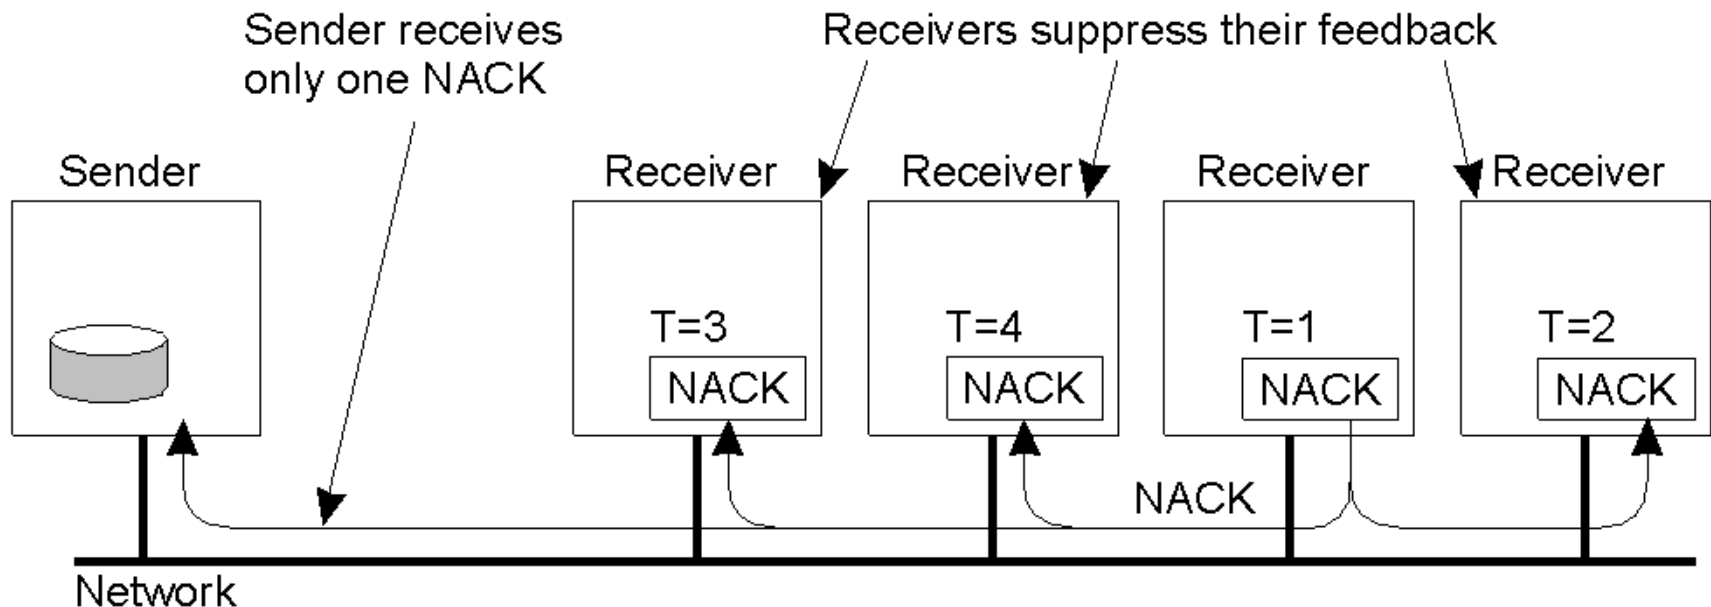 Sender receives
only one NACK
Receivers suppress their feedback
Sender
Receiver
Receiver
Receiver
Receiver
T=3
T=4
T=1
T=2
NACK
NACK
NACK
NACK
NACK
Network